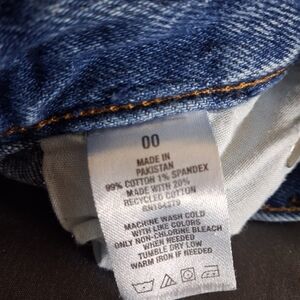 00
MADE IN
PAKISTAN
99% COTTON 1% SPANDEX
MADE WITH 20%
RECYCLED COTTON
RN184279
MACHINE WASH COLD
WITH LIKE COLORS
ONLY NON-CHLORINE BLEACH
WHEN NEEDED
TUMBLE DRY LOW
WARM IRON IF NEEDED